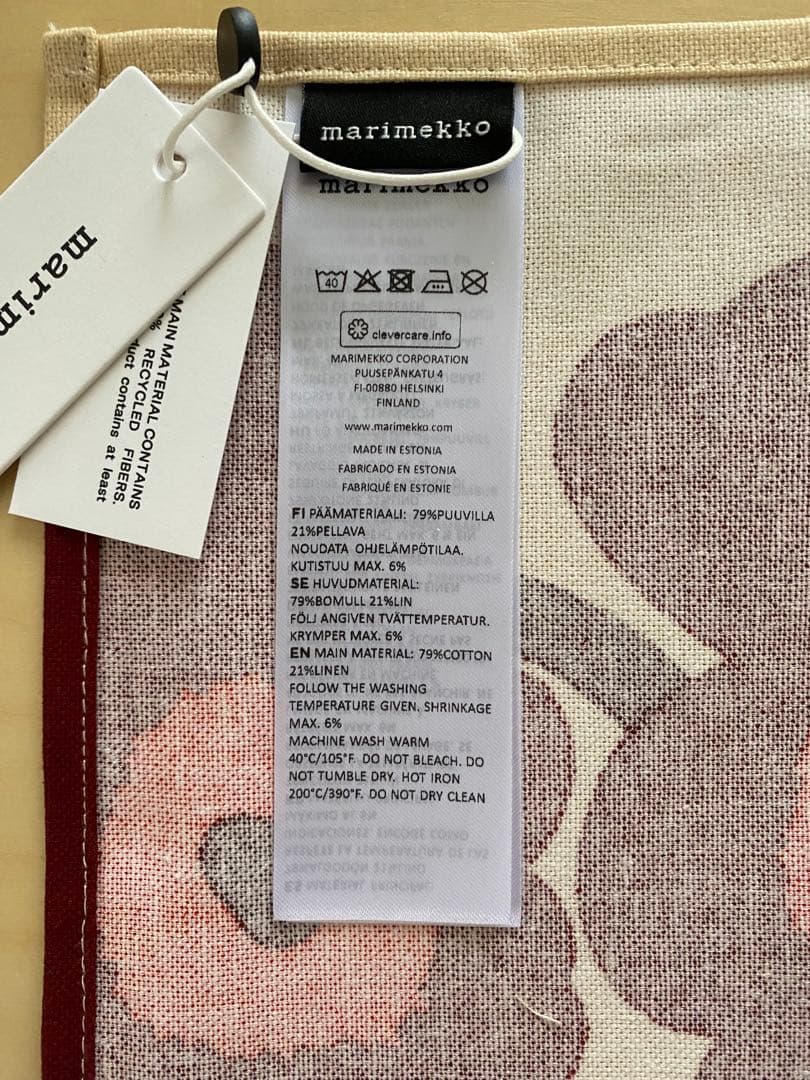 marimekko
marimekko
40
clevercare.info
MARIMEKKO CORPORATION
PUUSEPÄNKATU 4
FI-00880 HELSINKI
FINLAND
www.marimekko.com
MADE IN ESTONIA
FABRICADO EN ESTONIA
FABRIQUÉ EN ESTONIE
FI PÄÄMATERIAALI: 79%PUUVILLA
21%PELLAVA
NOUDATA OHJELÄMPÖTILAA.
KUTISTUU MAX. 6%
SE HUVUDMATERIAL:
79%BOMULL 21%LIN
FÖLJ ANGIVEN TVÄTTEMPERATUR.
KRYMPER MAX. 6%
EN MAIN MATERIAL: 79%COTTON
21%LINEN
FOLLOW THE WASHING
TEMPERATURE GIVEN. SHRINKAGE
MAX. 6%
MACHINE WASH WARM
40°C/105°F. DO NOT BLEACH. DO
NOT TUMBLE DRY. HOT IRON
200°C/390°F. DO NOT DRY CLEAN
marim
MAIN MATERIAL CONTAINS
% RECYCLED FIBERS.
duct contains at least